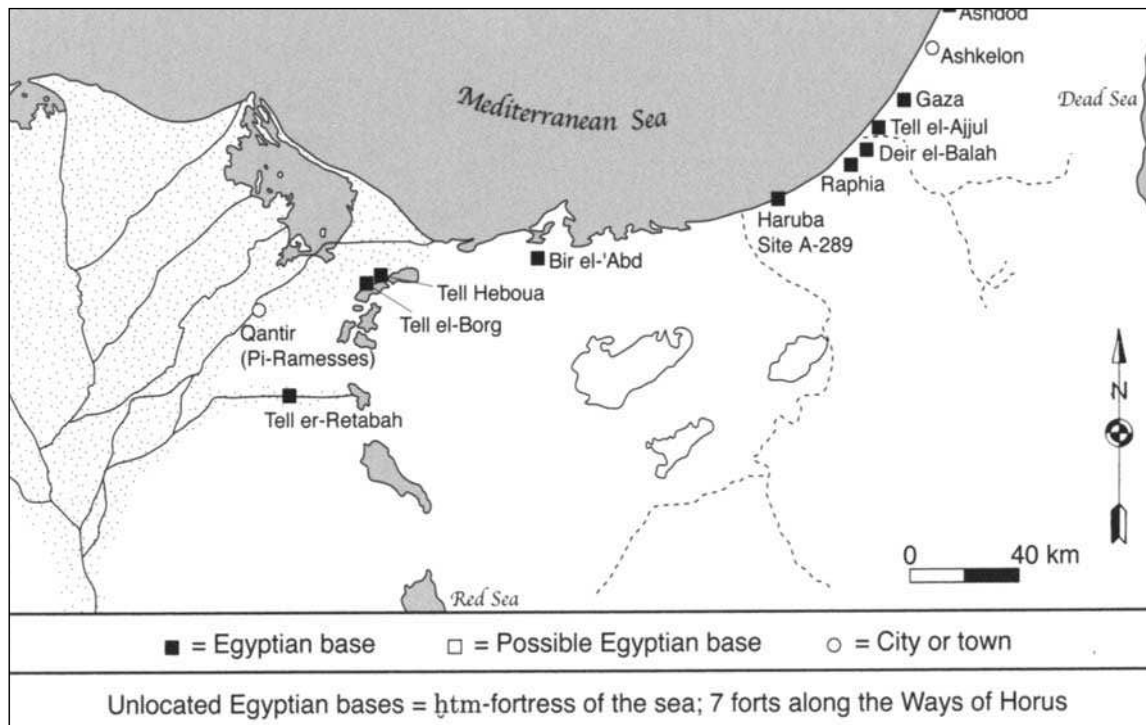 Ashdod
Ashkelon
Mediterranean Sea
Dead Sea
Gaza
Tell el-Ajjul
Deir el-Balah
Raphia
Haruba
Site A-289
Bir el-'Abd
Tell Heboua
Tell el-Borg
Qantir
(Pi-Ramesses)
Tell er-Retabah
N
0 40 km
Red Sea
■ = Egyptian base □ = Possible Egyptian base ○ = City or town
Unlocated Egyptian bases = ḫtm-fortress of the sea; 7 forts along the Ways of Horus